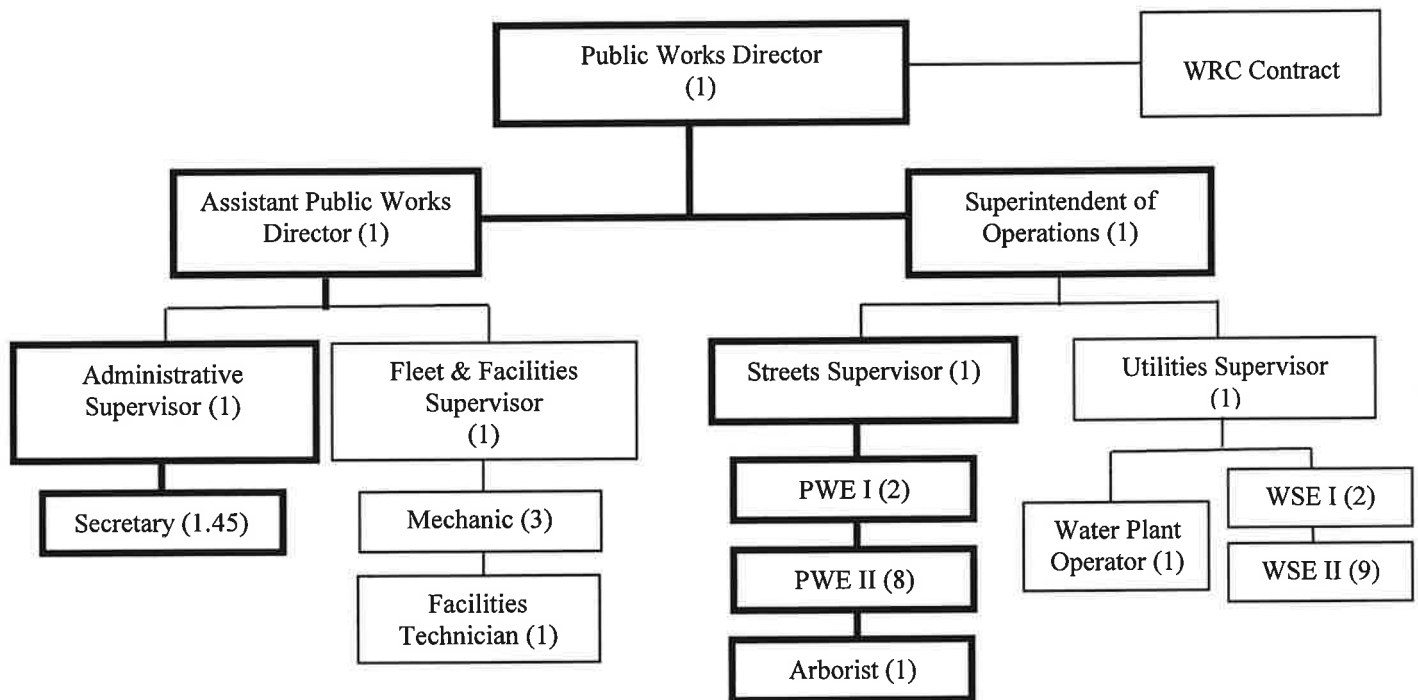 Public Works Director
(1)
WRC Contract
Assistant Public Works
Director (1)
Superintendent of
Operations (1)
Administrative
Supervisor (1)
Fleet & Facilities
Supervisor
(1)
Streets Supervisor (1)
Utilities Supervisor
(1)
Secretary (1.45)
Mechanic (3)
Facilities
Technician (1)
PWE I (2)
PWE II (8)
Arborist (1)
Water Plant
Operator (1)
WSE I (2)
WSE II (9)